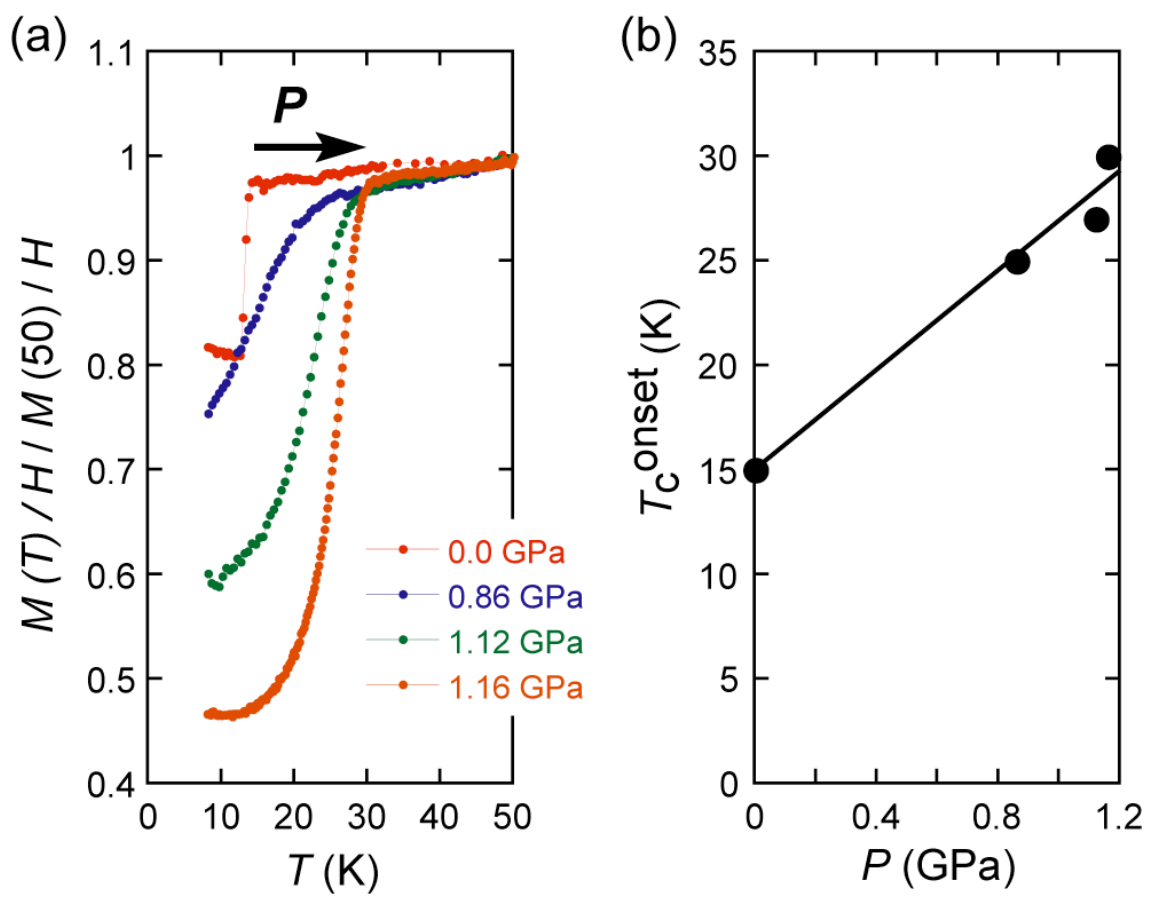 (a)
1.1
1
0.9
0.8
0.7
0.6
0.5
0.4
M (T) / H / M (50) / H
P
0.0 GPa
0.86 GPa
1.12 GPa
1.16 GPa
0 10 20 30 40 50
T (K)
(b)
35
30
25
20
15
10
5
0
Tc onset (K)
0 0.4 0.8 1.2
P (GPa)